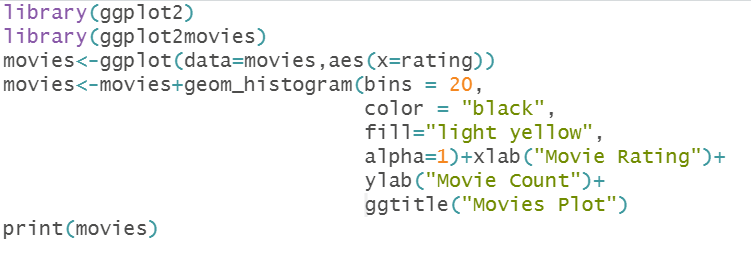 library(ggplot2)
library(ggplot2movies)
movies<-ggplot(data=movies,aes(x=rating))
movies<-movies+geom_histogram(bins = 20,
                              color = "black",
                              fill="light yellow",
                              alpha=1)+xlab("Movie Rating")+
                              ylab("Movie Count")+
                              ggtitle("Movies Plot")
print(movies)